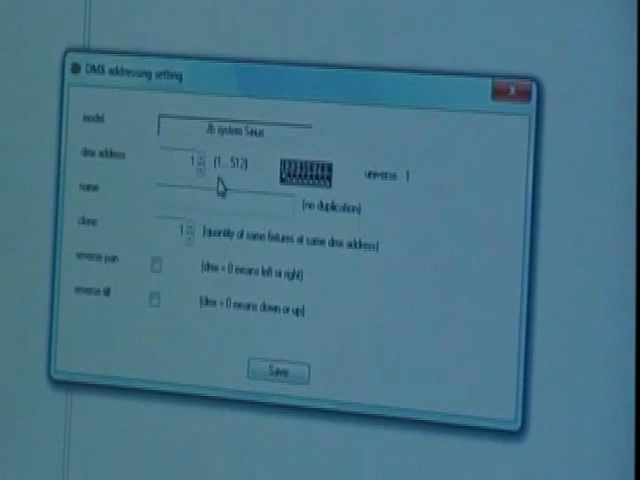 DMX addressing setting
X
model
Jb system Sirius
dmx address
1
(1...512)
universe 1
name
(no duplication)
clone
1
(quantity of same fixtures at same dmx address)
reverse pan
(dmx = 0 means left or right)
reverse tilt
(dmx = 0 means down or up)
Save